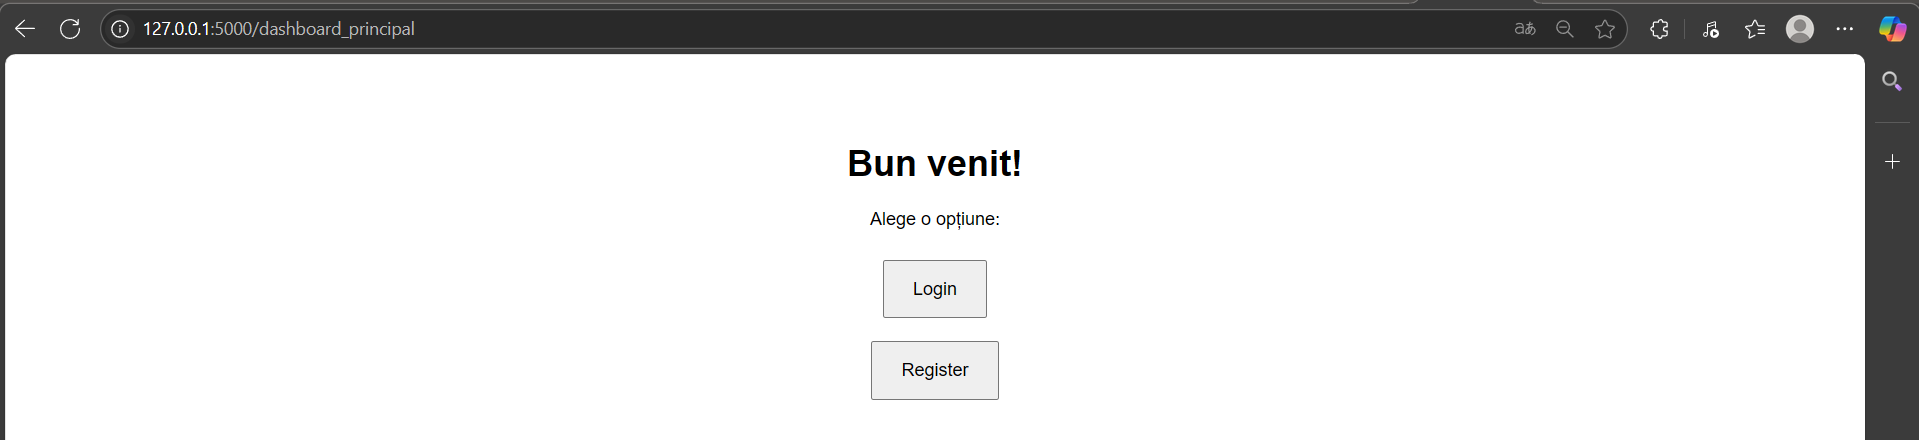 127.0.0.1:5000/dashboard_principal
Bun venit!
Alege o opțiune:
Login
Register